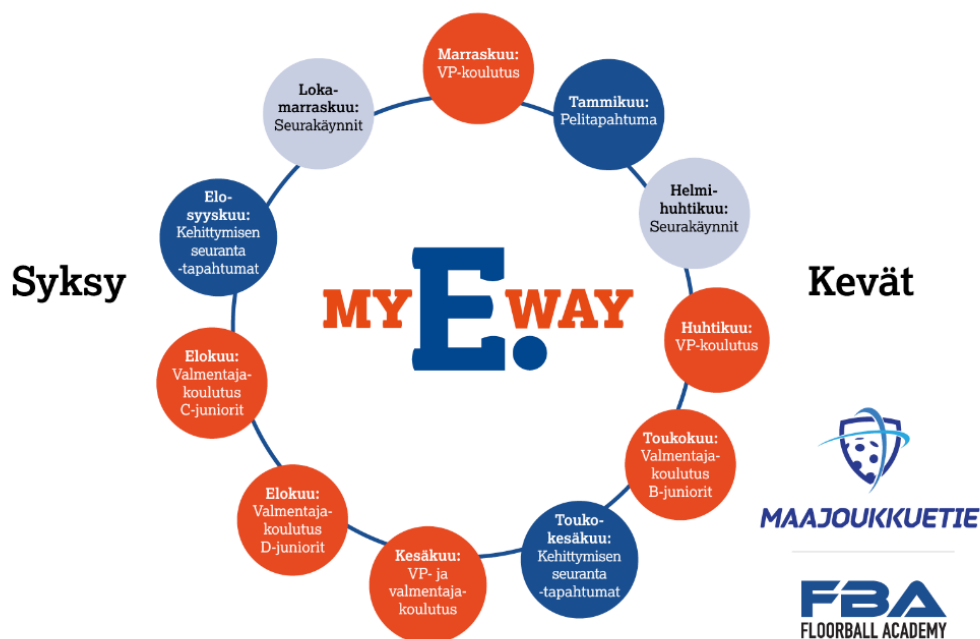 Marraskuu:
VP-koulutus
Tammikuu:
Pelitapahtuma
Helmi-
huhtikuu:
Seurakäynnit
Huhtikuu:
VP-koulutus
Toukokuu:
Valmentaja-
koulutus
B-juniorit
Touko-
kesäkuu:
Kehittymisen
seuranta
-tapahtumat
Kesäkuu:
VP- ja
valmentaja-
koulutus
Elokuu:
Valmentaja-
koulutus
D-juniorit
Elokuu:
Valmentaja-
koulutus
C-juniorit
Elo-
syyskuu:
Kehittymisen
seuranta
-tapahtumat
Loka-
marraskuu:
Seurakäynnit
Syksy
MY E. WAY
Kevät
MAAJOUKKUETIE
FBA
FLOORBALL ACADEMY